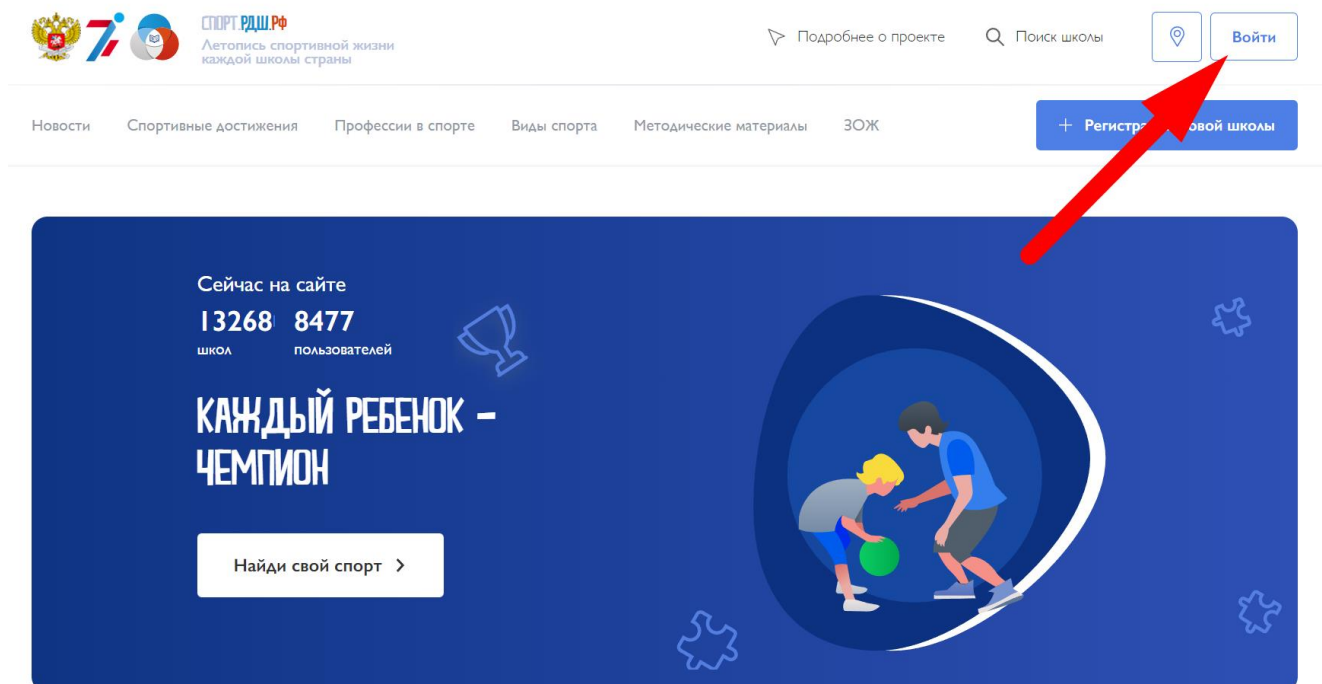 СПОРТ.РДШ.РФ
Летопись спортивной жизни
каждой школы страны
Подробнее о проекте
Поиск школы
Войти
Новости
Спортивные достижения
Профессии в спорте
Виды спорта
Методические материалы
ЗОЖ
+ Регистра овой школы
Сейчас на сайте
13268 8477
школ пользователей
КАЖДЫЙ РЕБЕНОК –
ЧЕМПИОН
Найди свой спорт >